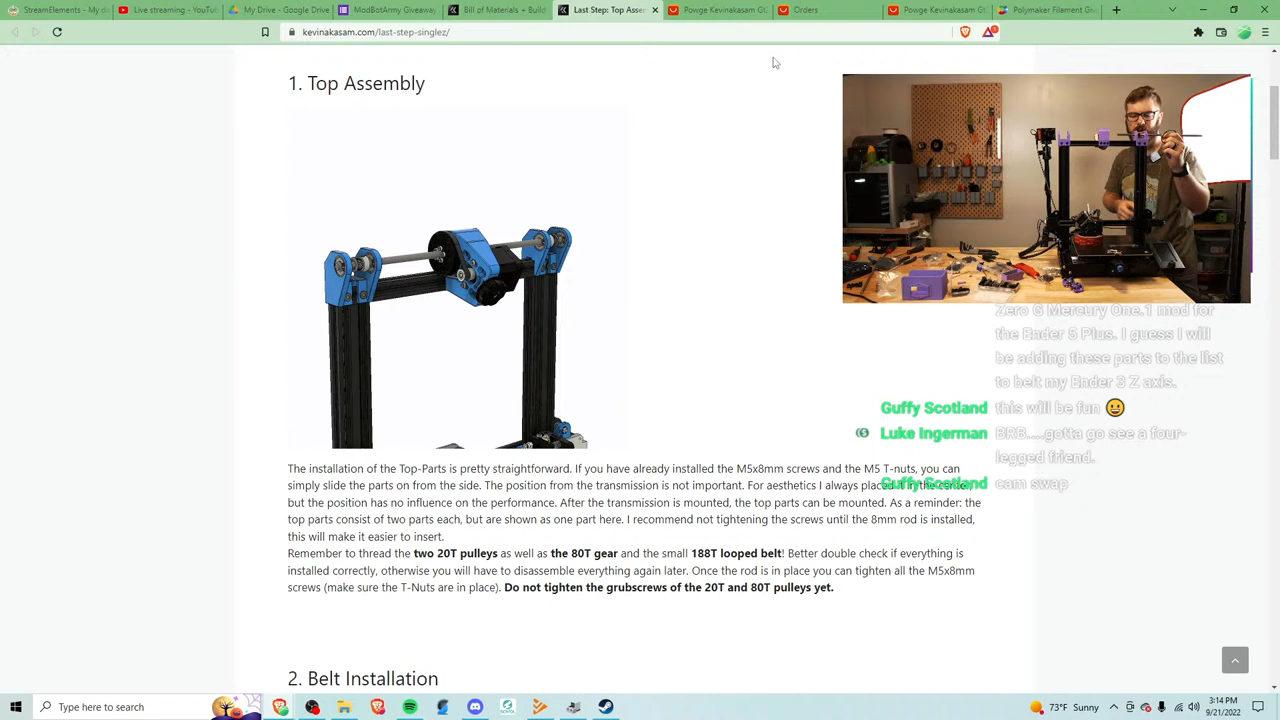 StreamElements - My da
Live streaming - YouTu
My Drive - Google Drive
ModBotArmy Giveaway
Bill of Materials + Build
Last Step: Top Asser
Powge Kevinakasam GL
Orders
Powge Kevinakasam GL
Polymaker Filament Giv
kevinakasam.com/last-step-singlez/
1. Top Assembly
Zero G Mercury One.1 mod for
the Ender 5 Plus. I guess I will
be adding these parts to the list
to belt my Ender 3 Z axis.
Guffy Scotland this will be fun 😀
Luke Ingerman BRB....gotta go see a four-
legged friend.
Guffy Scotland cam swap
The installation of the Top-Parts is pretty straightforward. If you have already installed the M5x8mm screws and the M5 T-nuts, you can
simply slide the parts on from the side. The position from the transmission is not important. For aesthetics I always placed it in the center,
but the position has no influence on the performance. After the transmission is mounted, the top parts can be mounted. As a reminder: the
top parts consist of two parts each, but are shown as one part here. I recommend not tightening the screws until the 8mm rod is installed,
this will make it easier to insert.
Remember to thread the two 20T pulleys as well as the 80T gear and the small 188T looped belt! Better double check if everything is
installed correctly, otherwise you will have to disassemble everything again later. Once the rod is in place you can tighten all the M5x8mm
screws (make sure the T-Nuts are in place). Do not tighten the grubscrews of the 20T and 80T pulleys yet.
2. Belt Installation
Type here to search
73°F Sunny
3:14 PM
9/21/2022